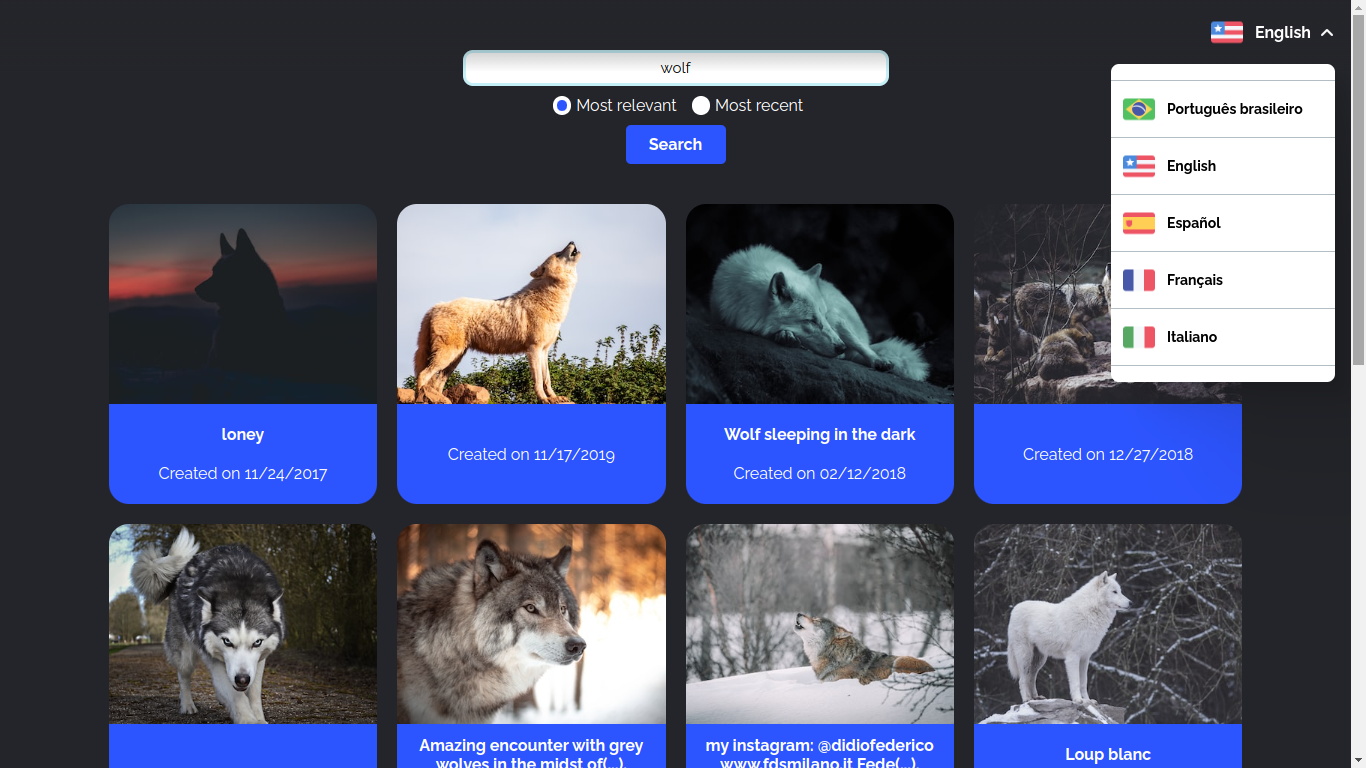 English
wolf
Most relevant Most recent
Search
Português brasileiro
English
Español
Français
Italiano
loney
Created on 11/24/2017
Created on 11/17/2019
Wolf sleeping in the dark
Created on 02/12/2018
Created on 12/27/2018
Amazing encounter with grey
wolves in the midst of(...).
my instagram: @didiofederico
www.fdsmilano.it Fede(...).
Loup blanc